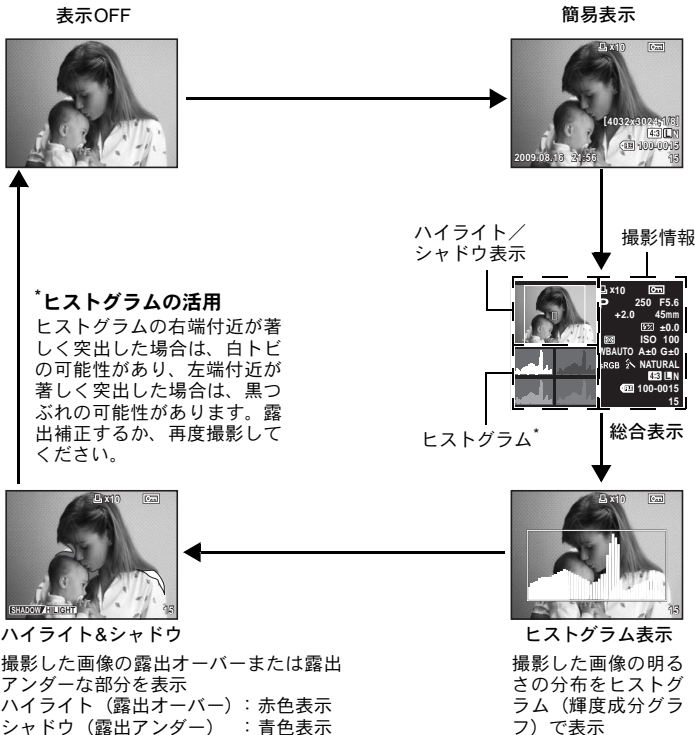 表示OFF
簡易表示
x10
[4032x3024,1/8]
4:3 L N
100-0015
2009.08.16 21:56
15
ハイライト／
シャドウ表示
撮影情報
x10
P 250 F5.6
+2.0 45mm
±0.0
ISO 100
WBAUTO A±0 G±0
sRGB NATURAL
4:3 L N
100-0015
15
ヒストグラム*
総合表示
*ヒストグラムの活用
ヒストグラムの右端付近が著
しく突出した場合は、白トビ
の可能性があり、左端付近が
著しく突出した場合は、黒つ
ぶれの可能性があります。露
出補正するか、再度撮影して
ください。
x10
SHADOW/HILIGHT
15
ハイライト&シャドウ
撮影した画像の露出オーバーまたは露出
アンダーな部分を表示
ハイライト（露出オーバー）：赤色表示
シャドウ（露出アンダー）　：青色表示
x10
15
ヒストグラム表示
撮影した画像の明る
さの分布をヒストグ
ラム（輝度成分グラ
フ）で表示